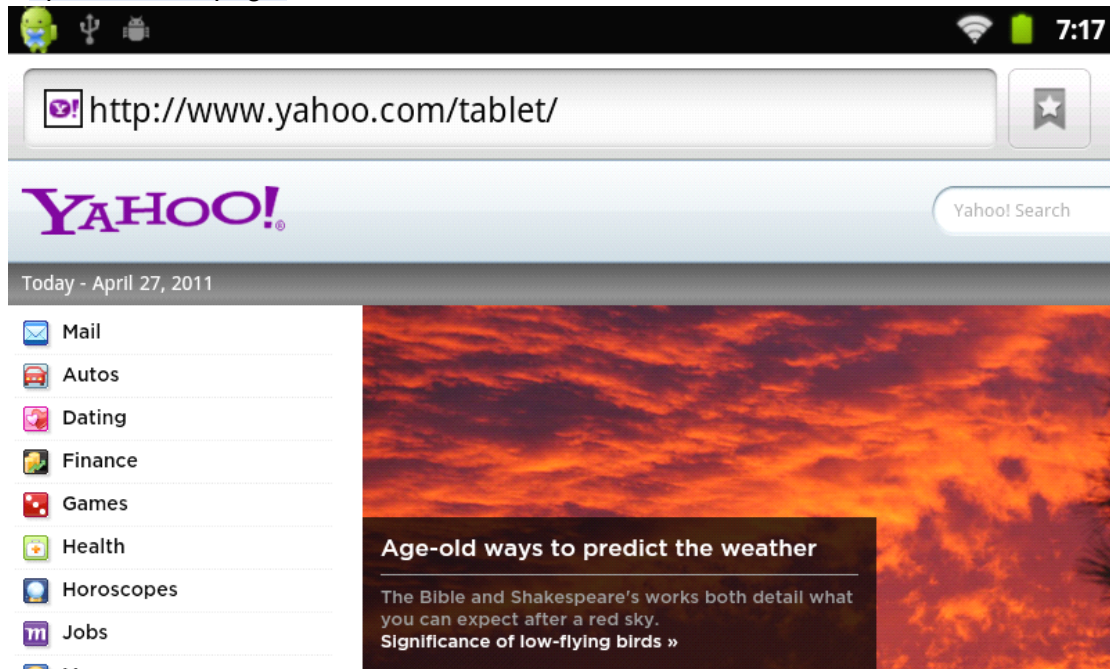 7:17
http://www.yahoo.com/tablet/
YAHOO!
Yahoo! Search
Today - April 27, 2011
Mail
Autos
Dating
Finance
Games
Health
Horoscopes
Jobs
Age-old ways to predict the weather
The Bible and Shakespeare's works both detail what
you can expect after a red sky.
Significance of low-flying birds »